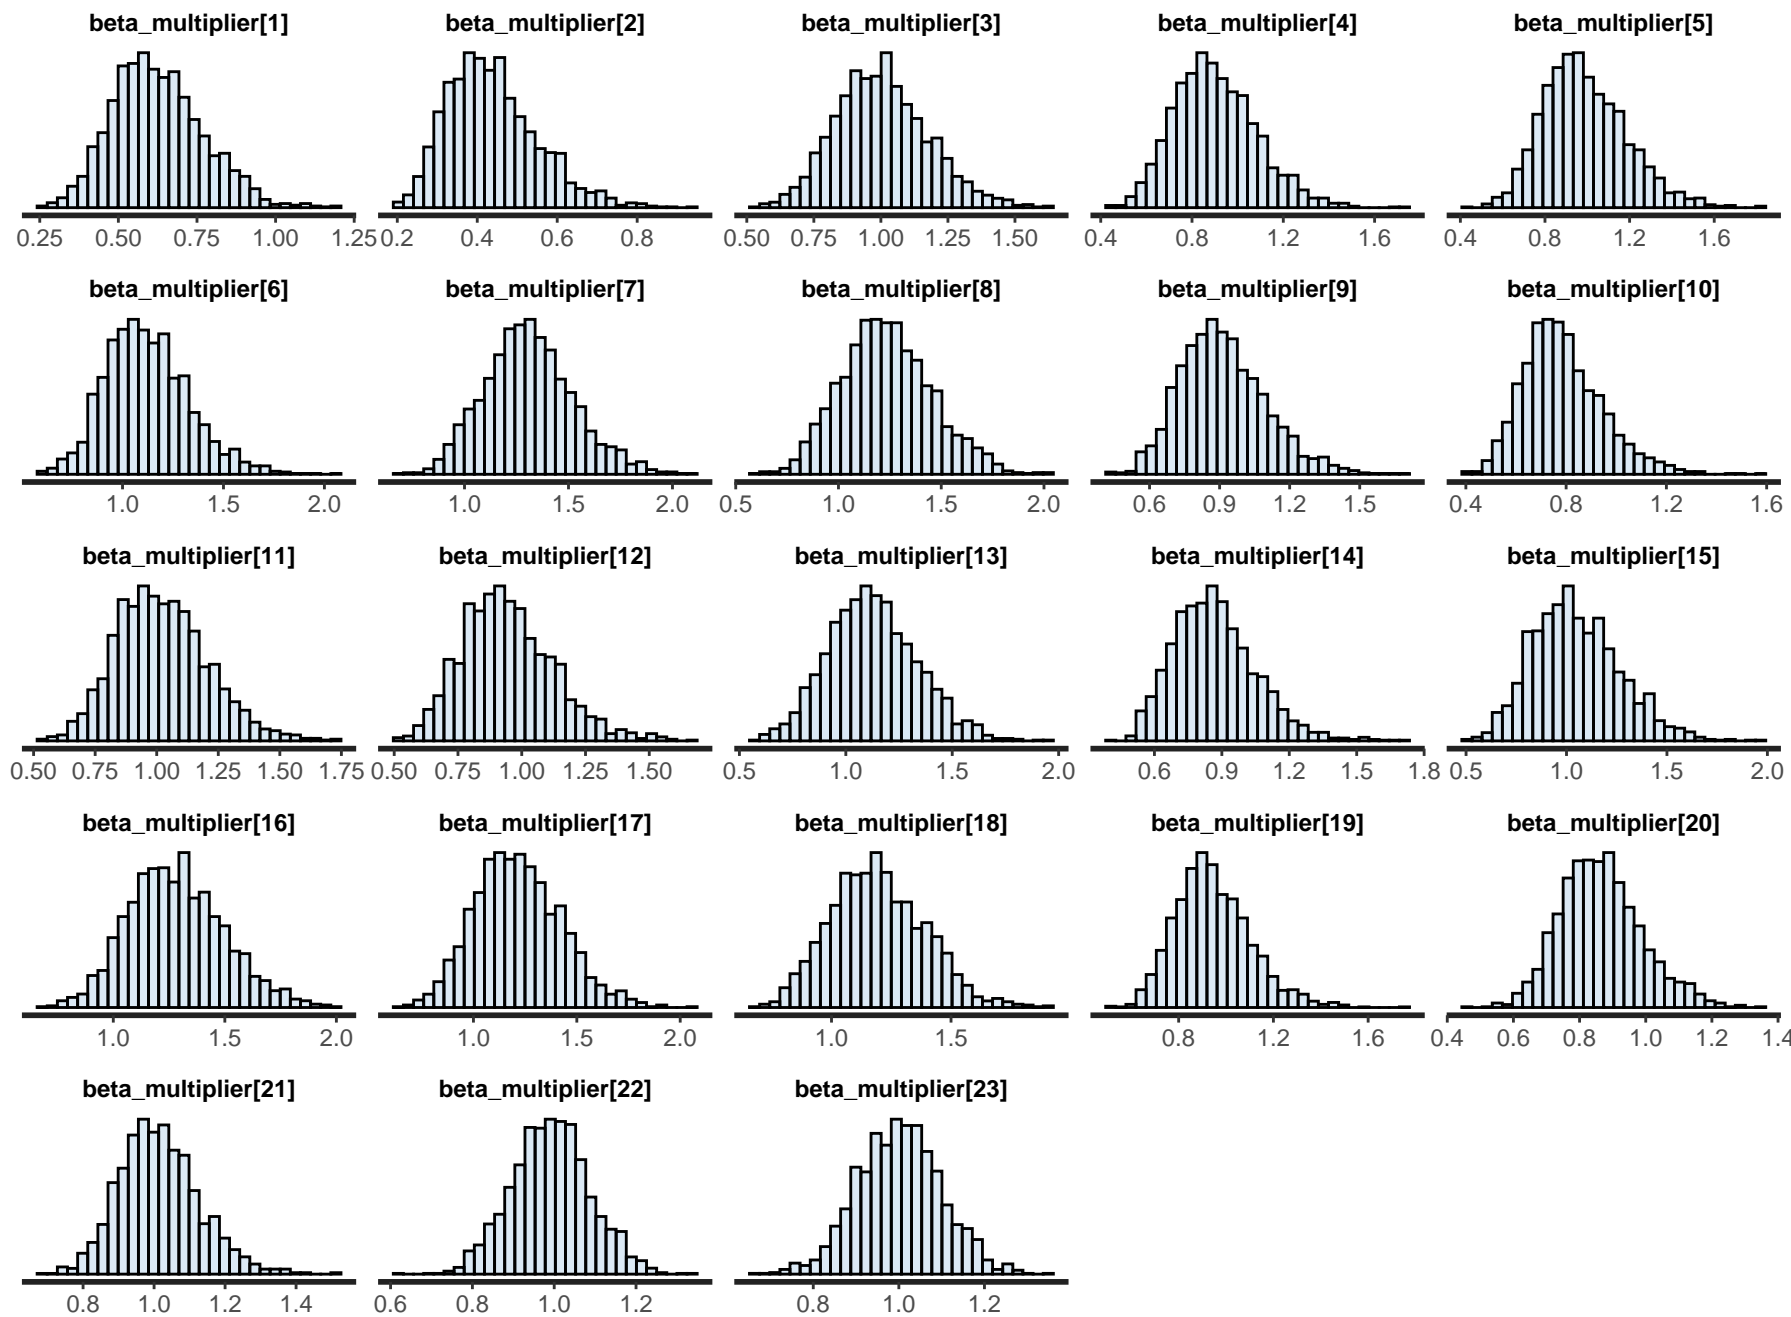 beta_multiplier[1] beta_multiplier[2] beta_multiplier[3] beta_multiplier[4] beta_multiplier[5]
0.25 0.50 0.75 1.00 1.25 0.2 0.4 0.6 0.8 0.50 0.75 1.00 1.25 1.50 0.4 0.8 1.2 1.6 0.4 0.8 1.2 1.6
beta_multiplier[6] beta_multiplier[7] beta_multiplier[8] beta_multiplier[9] beta_multiplier[10]
1.0 1.5 2.0 1.0 1.5 2.0 0.5 1.0 1.5 2.0 0.6 0.9 1.2 1.5 0.4 0.8 1.2 1.6
beta_multiplier[11] beta_multiplier[12] beta_multiplier[13] beta_multiplier[14] beta_multiplier[15]
0.50 0.75 1.00 1.25 1.50 1.75 0.50 0.75 1.00 1.25 1.50 0.5 1.0 1.5 2.0 0.6 0.9 1.2 1.5 1.8 0.5 1.0 1.5 2.0
beta_multiplier[16] beta_multiplier[17] beta_multiplier[18] beta_multiplier[19] beta_multiplier[20]
1.0 1.5 2.0 1.0 1.5 2.0 1.0 1.5 0.8 1.2 1.6 0.4 0.6 0.8 1.0 1.2 1.4
beta_multiplier[21] beta_multiplier[22] beta_multiplier[23]
0.8 1.0 1.2 1.4 0.6 0.8 1.0 1.2 0.8 1.0 1.2